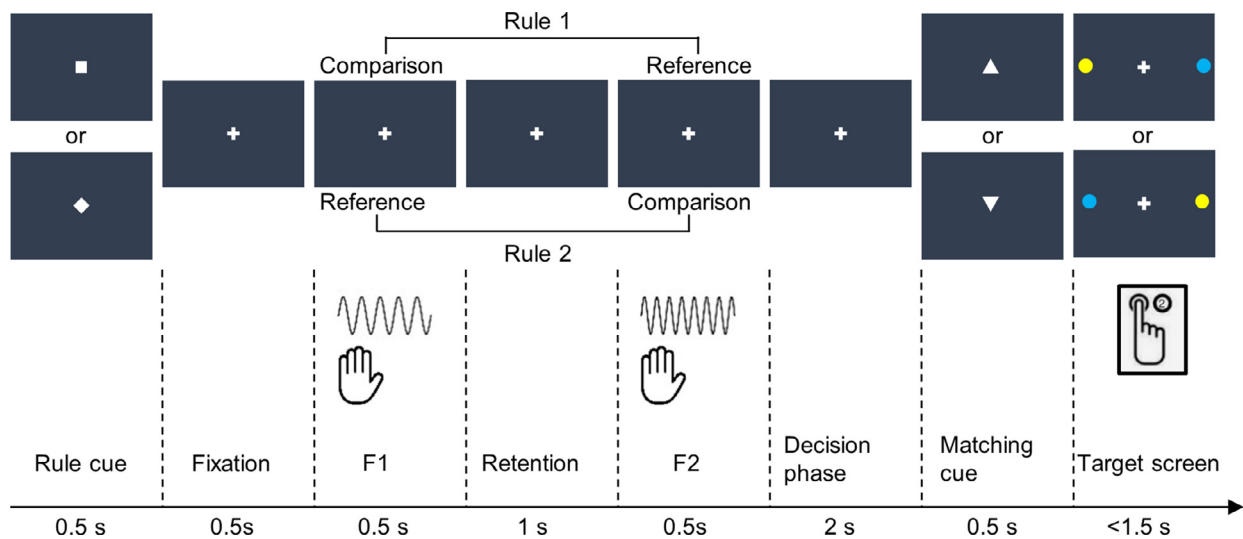 Rule 1
Comparison
Reference
or
or
or
Reference
Comparison
Rule 2
2
Rule cue
Fixation
F1
Retention
F2
Decision
phase
Matching
cue
Target screen
0.5 s
0.5s
0.5 s
1 s
0.5s
2 s
0.5 s
<1.5 s